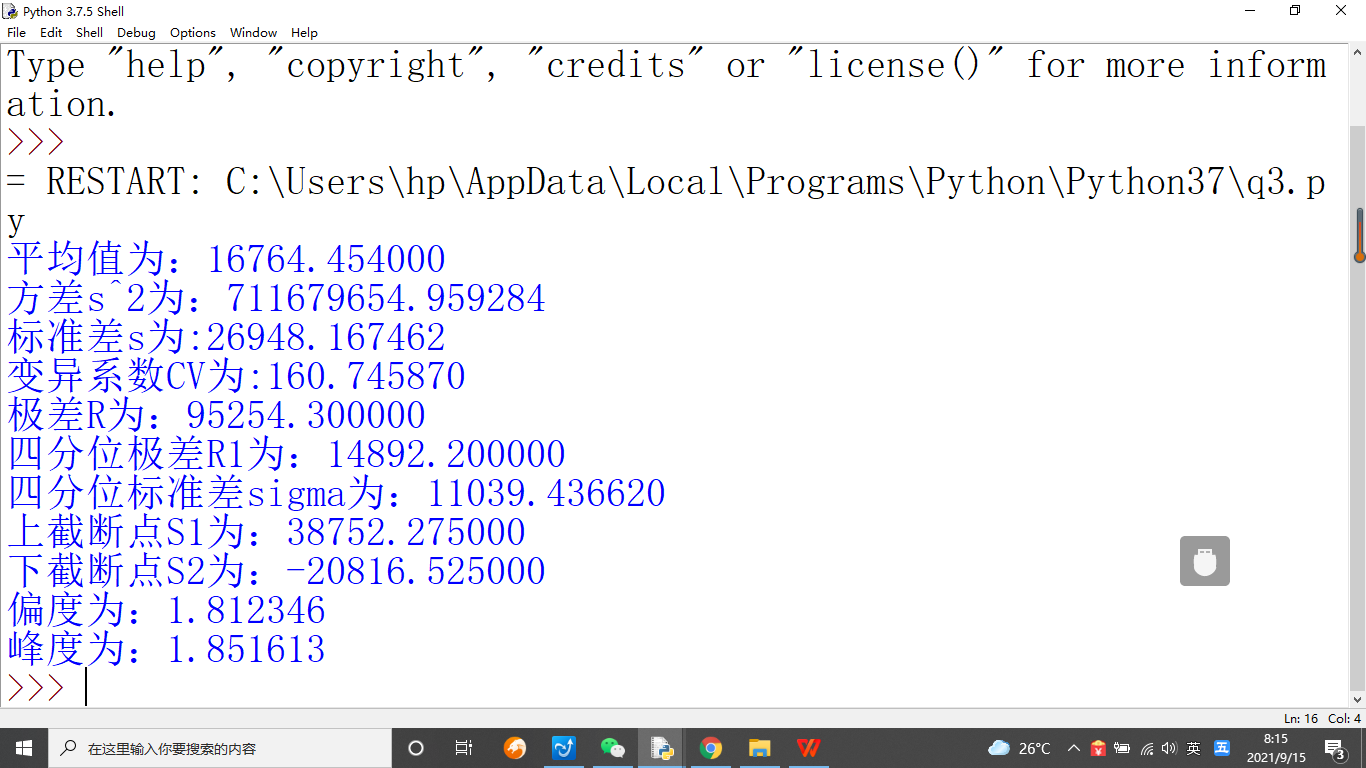 Python 3.7.5 Shell
File Edit Shell Debug Options Window Help
Type "help", "copyright", "credits" or "license()" for more inform
ation.
>>>
= RESTART: C:\Users\hp\AppData\Local\Programs\Python\Python37\q3.p
y
平均值为：16764.454000
方差s^2为：711679654.959284
标准差s为:26948.167462
变异系数CV为:160.745870
极差R为：95254.300000
四分位极差R1为：14892.200000
四分位标准差sigma为：11039.436620
上截断点S1为：38752.275000
下截断点S2为：-20816.525000
偏度为：1.812346
峰度为：1.851613
>>>
Ln: 16 Col: 4
在这里输入你要搜索的内容
26°C
英
五
8:15
2021/9/15
3